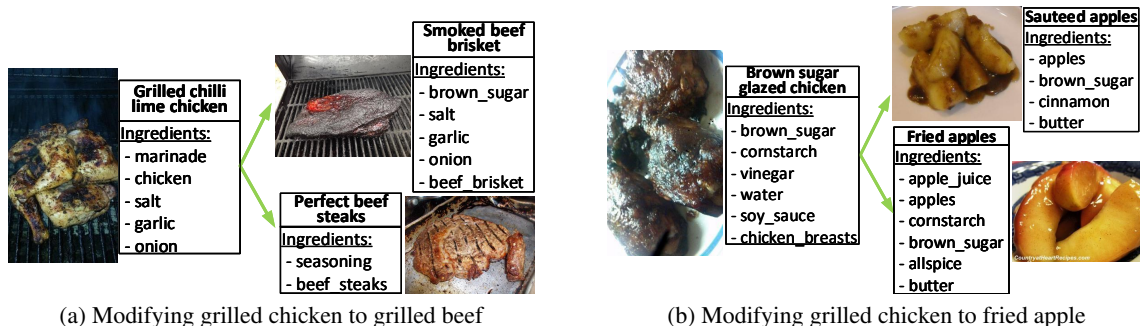 Grilled chilli
lime chicken
Ingredients:
- marinade
- chicken
- salt
- garlic
- onion
Smoked beef
brisket
Ingredients:
- brown_sugar
- salt
- garlic
- onion
- beef_brisket
Perfect beef
steaks
Ingredients:
- seasoning
- beef_steaks
(a) Modifying grilled chicken to grilled beef
Brown sugar
glazed chicken
- brown_sugar
- cornstarch
- vinegar
- water
- soy_sauce
- chicken_breasts
Sauteed apples
Ingredients:
- apples
- brown_sugar
- cinnamon
- butter
Fried apples
Ingredients:
- apple_juice
- apples
- cornstarch
- brown_sugar
- allspice
- butter
CountryatHeartRecipes.com
(b) Modifying grilled chicken to fried apple